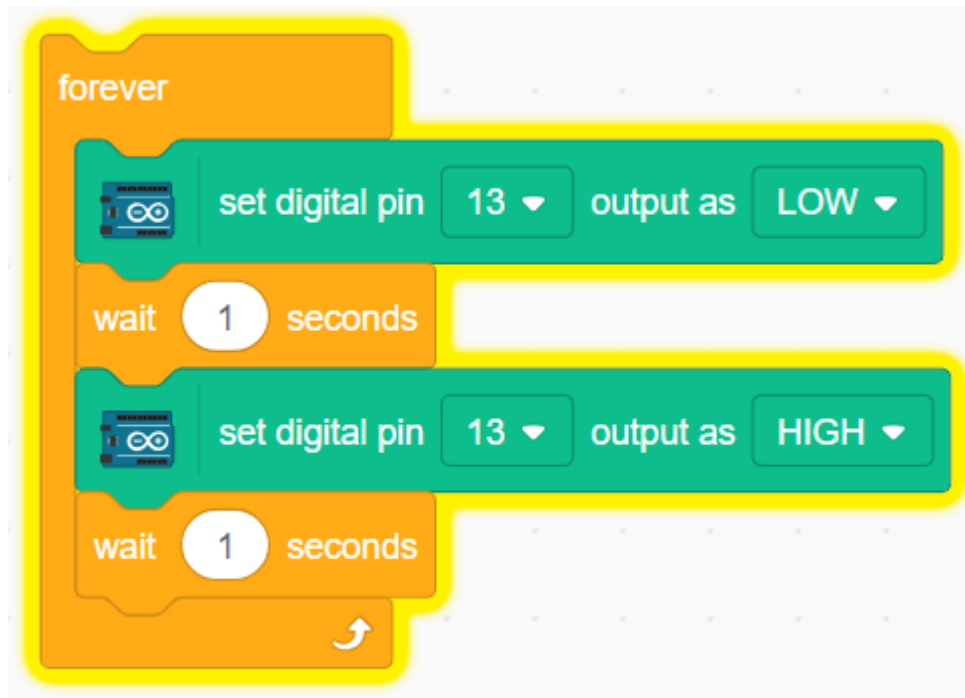 forever
set digital pin 13 output as LOW
wait 1 seconds
set digital pin 13 output as HIGH
wait 1 seconds